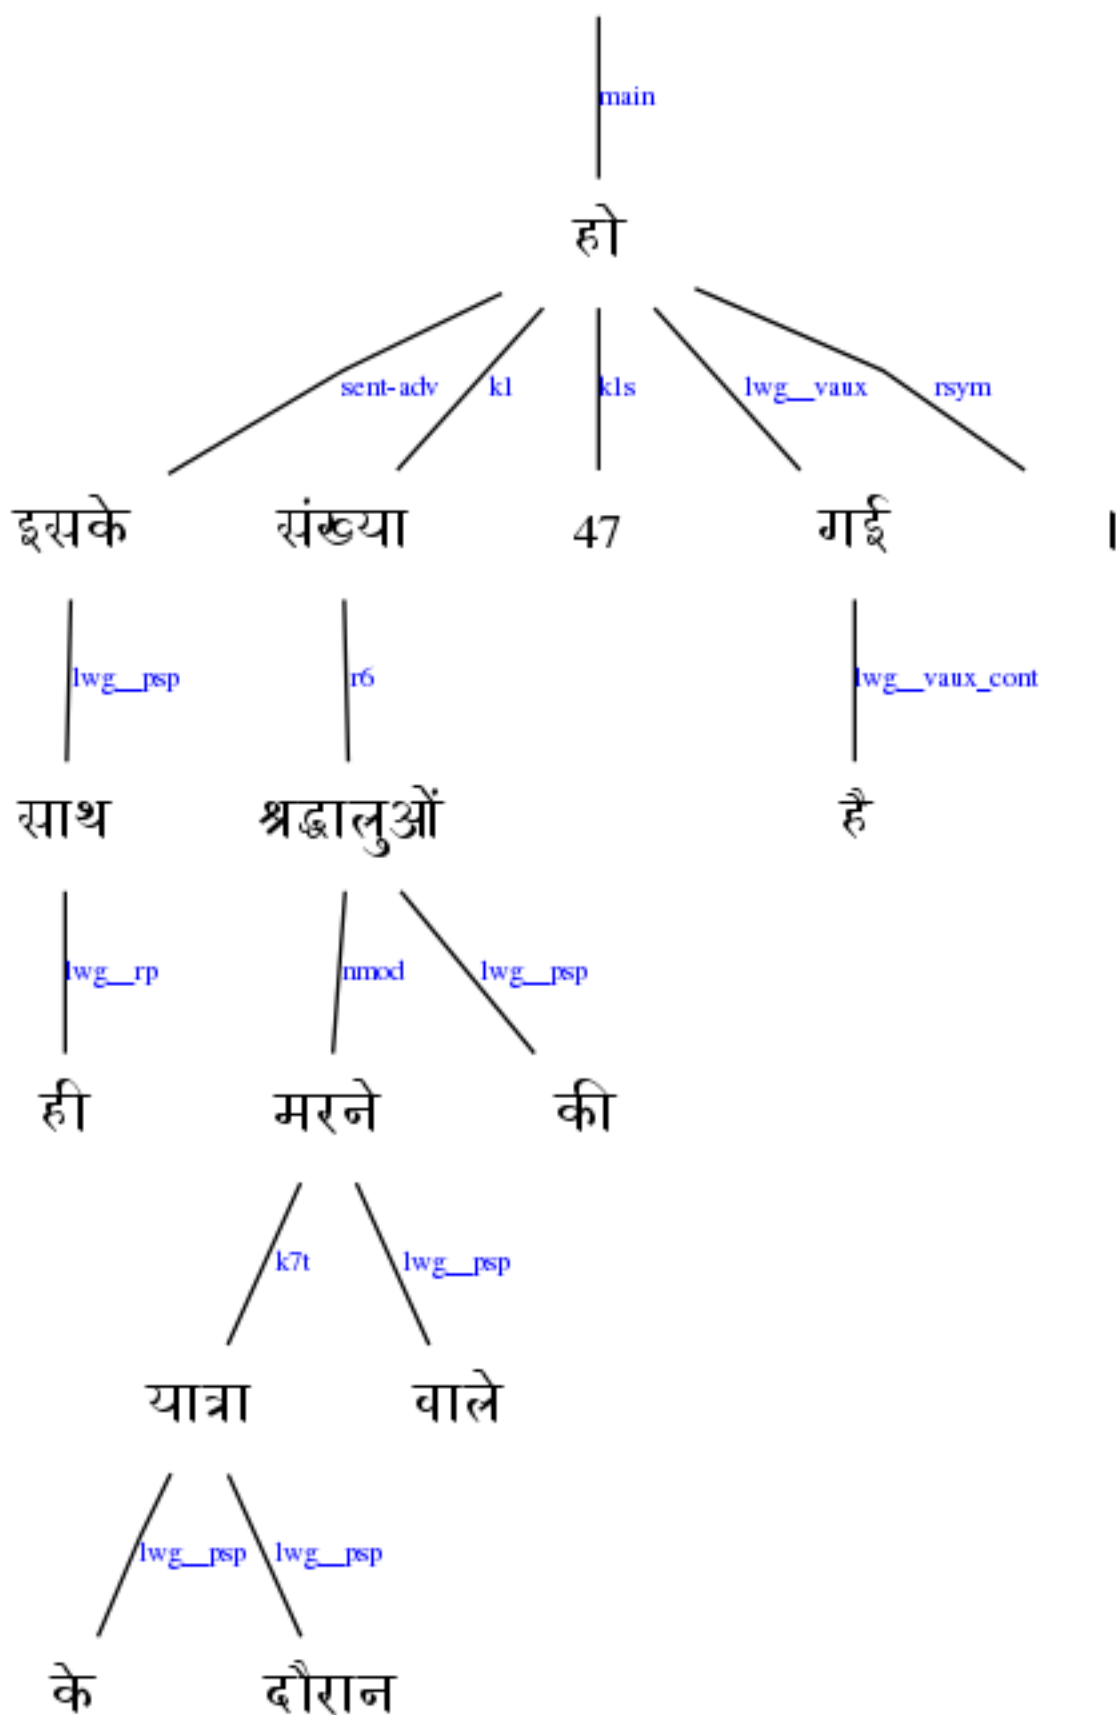 main
हो
sent-adv k1 k1s lwg__vaux rsym
इसके संख्या 47 गई ।
lwg__psp r6 lwg__vaux_cont
साथ श्रद्धालुओं है
lwg__rp nmod lwg__psp
ही मरने की
k7t lwg__psp
यात्रा वाले
lwg__psp lwg__psp
के दौरान